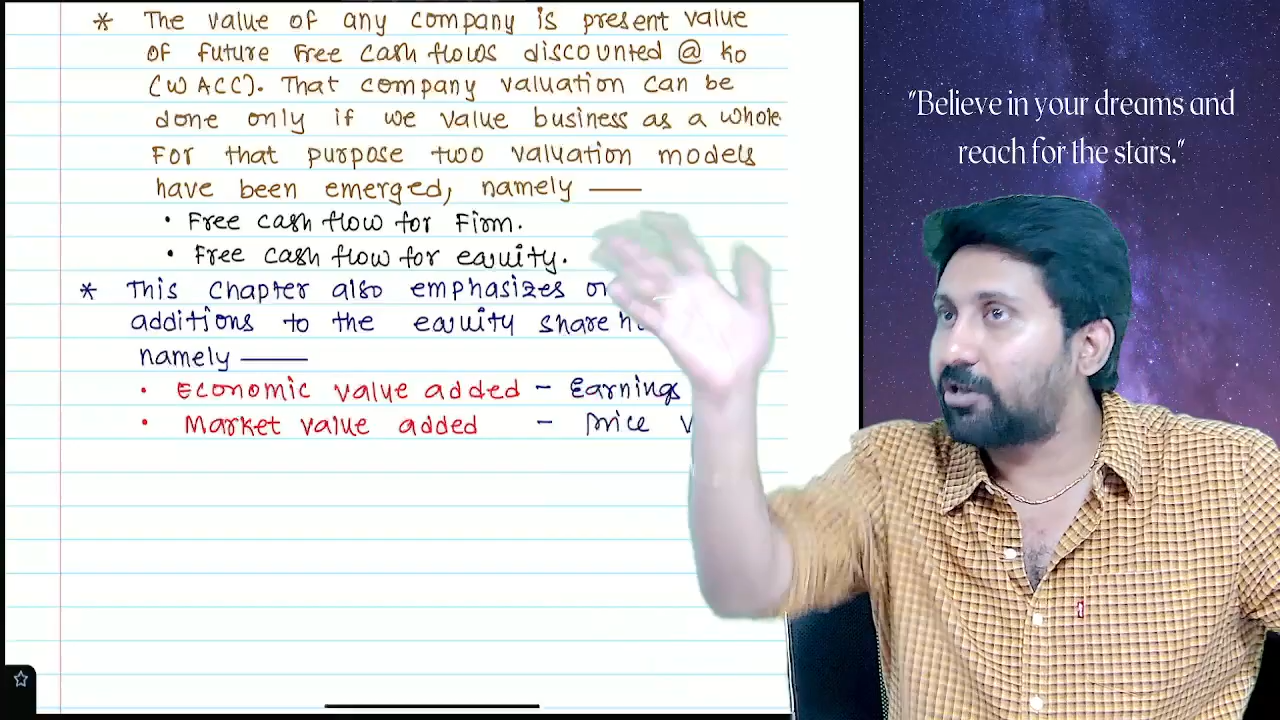 * The value of any company is present value
of future Free cash flows discounted @ ko
(WACC). That company valuation can be
done only if we value business as a whole
For that purpose two valuation models
have been emerged, namely ——
• Free cash flow for Firm.
• Free cash flow for equity.
* This chapter also emphasizes on
additions to the equity share
namely ——
• Economic value added - Earnings
• Market value added - Price
"Believe in your dreams and
reach for the stars."